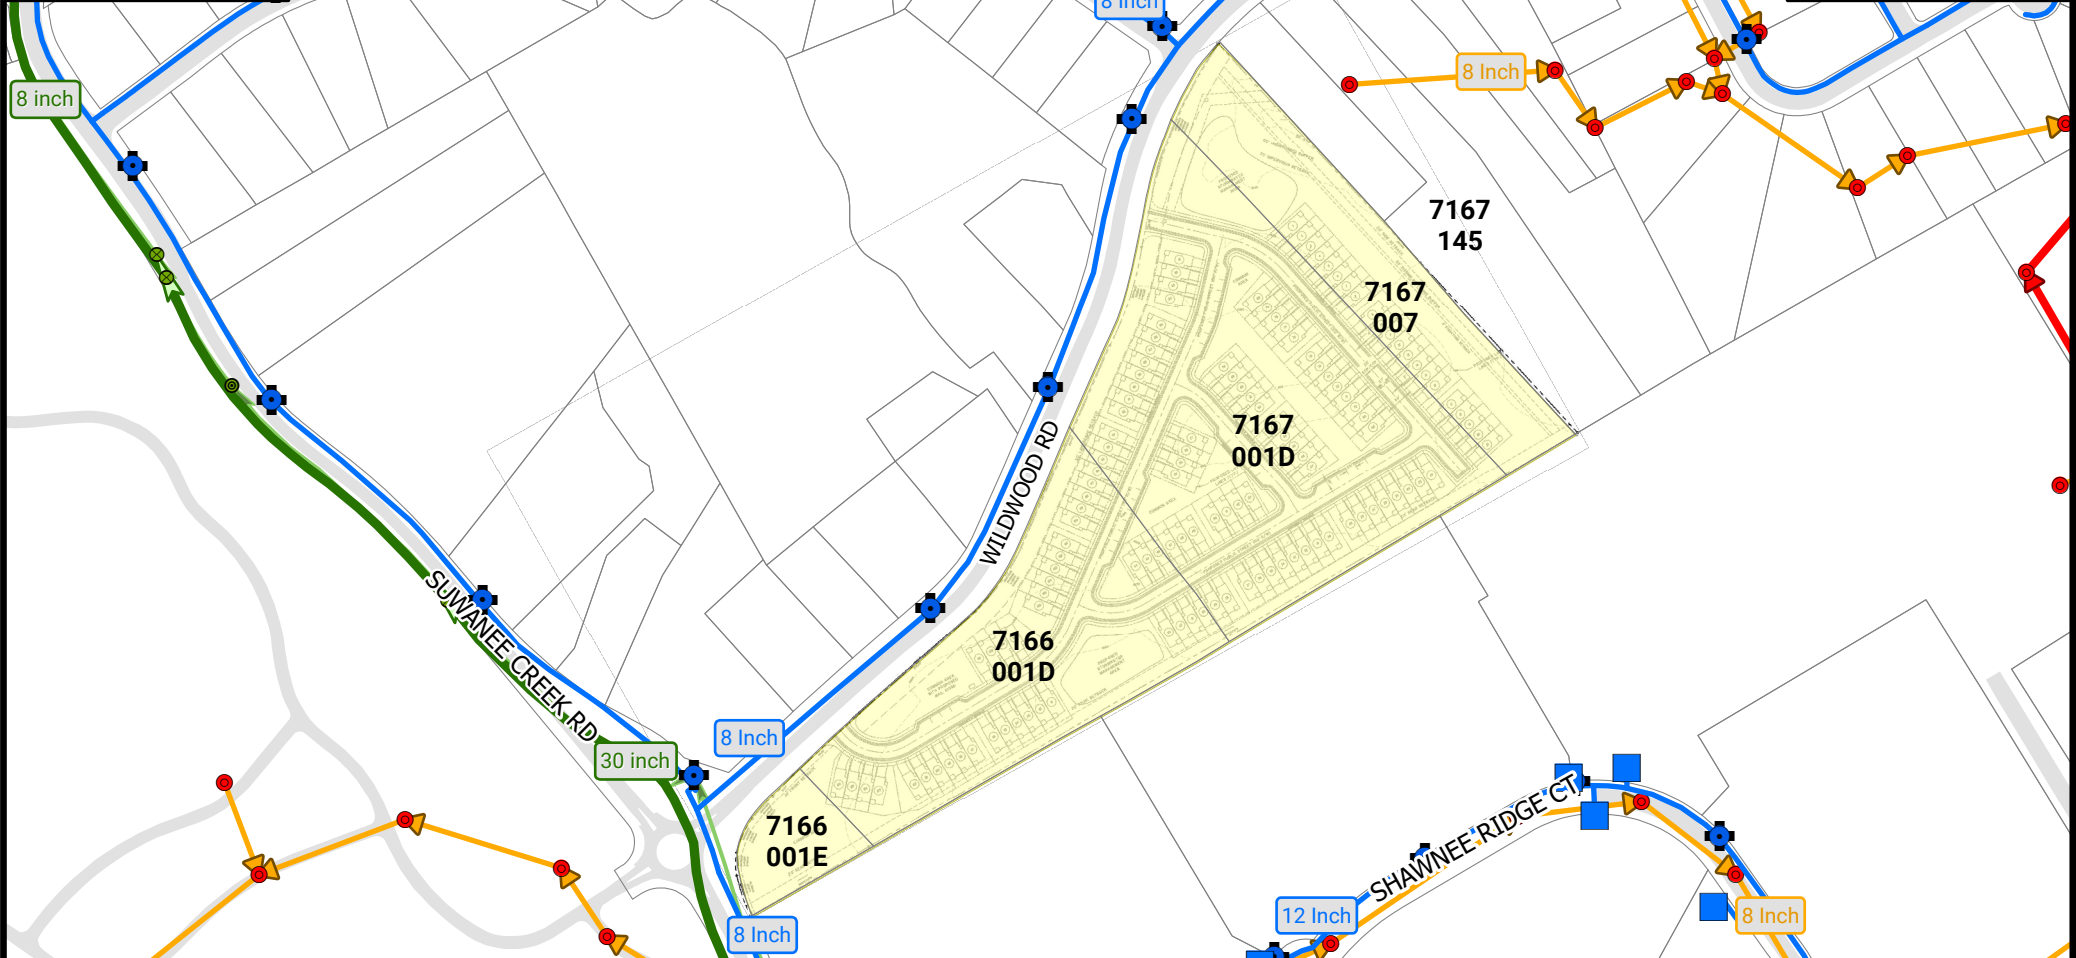 8 Inch
8 inch
8 Inch
7167
145
7167
007
7167
001D
WILDWOOD RD
SUWANEE CREEK RD
7166
001D
8 Inch
30 inch
7166
001E
SHAWNEE RIDGE CT
12 Inch
8 Inch
8 Inch